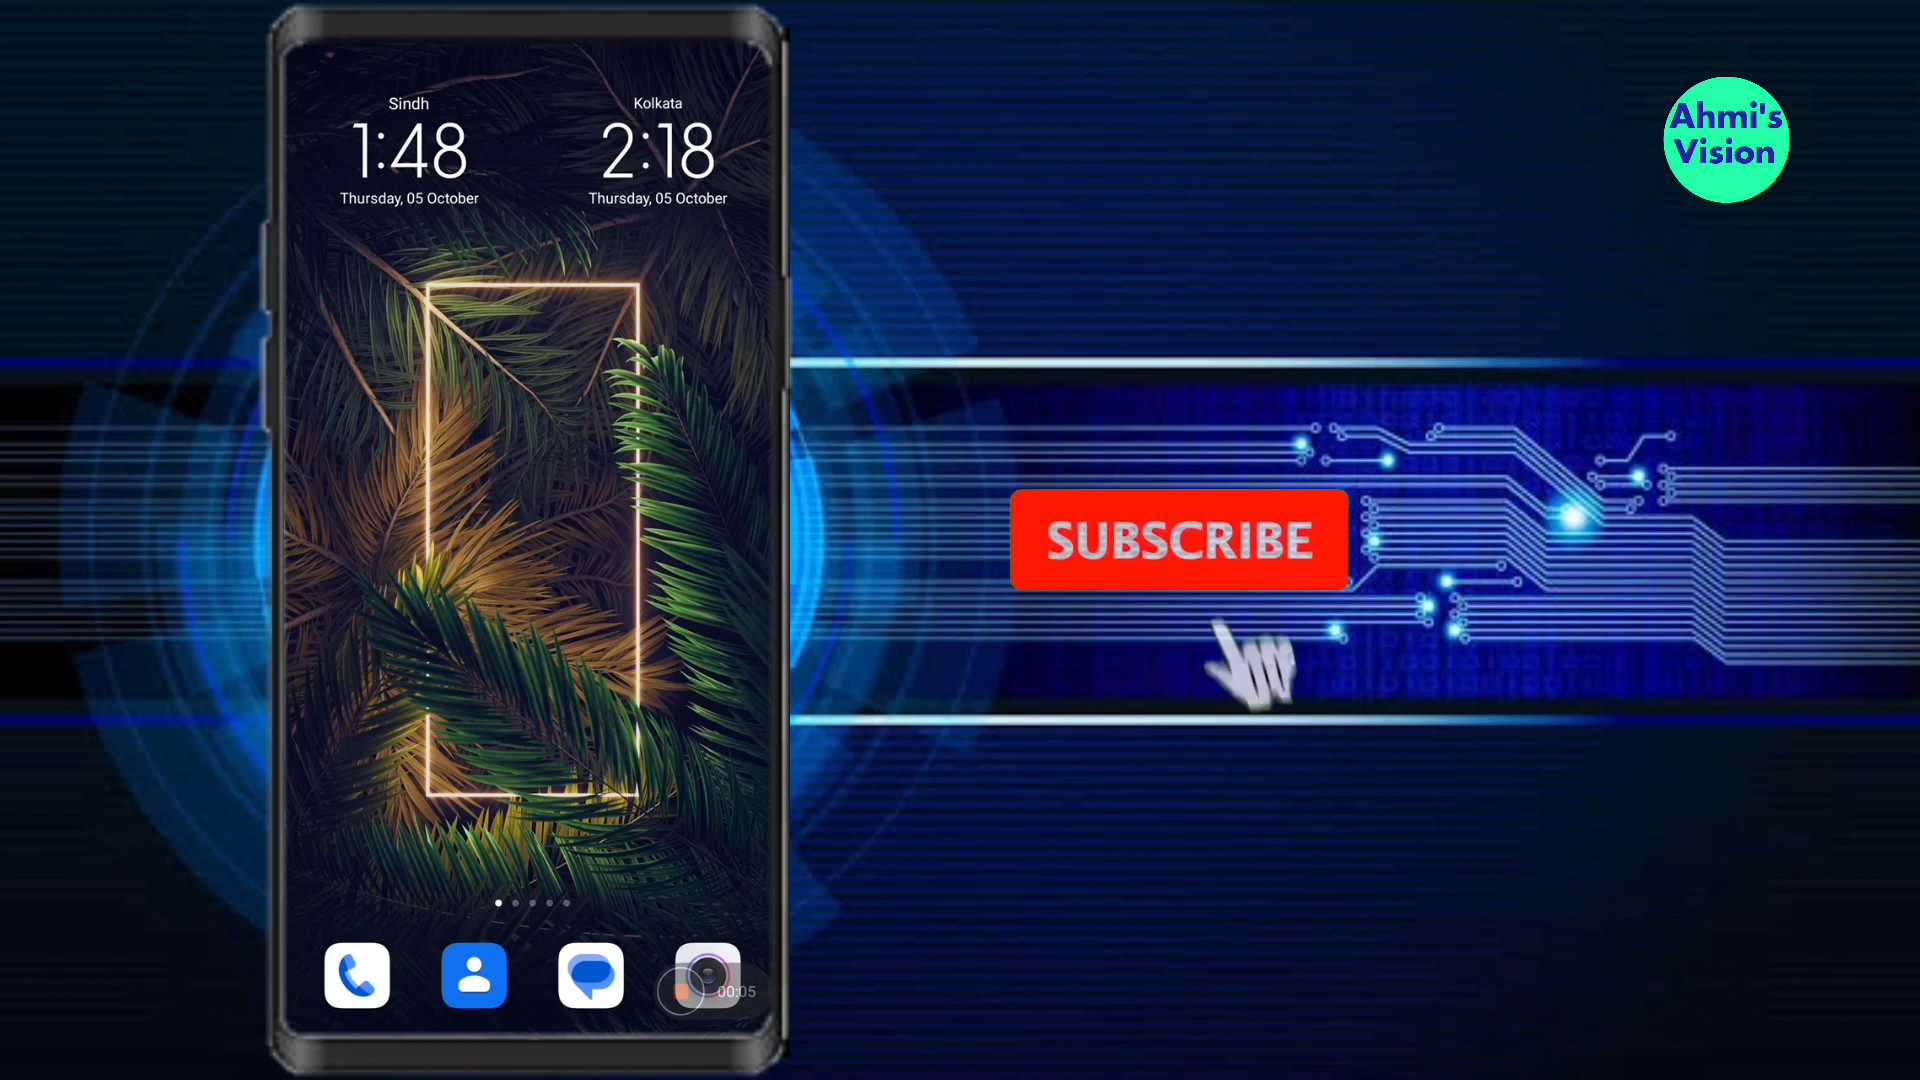 Sindh
1:48
Thursday, 05 October
Kolkata
2:18
Thursday, 05 October
Ahmi's
Vision
SUBSCRIBE
00:05